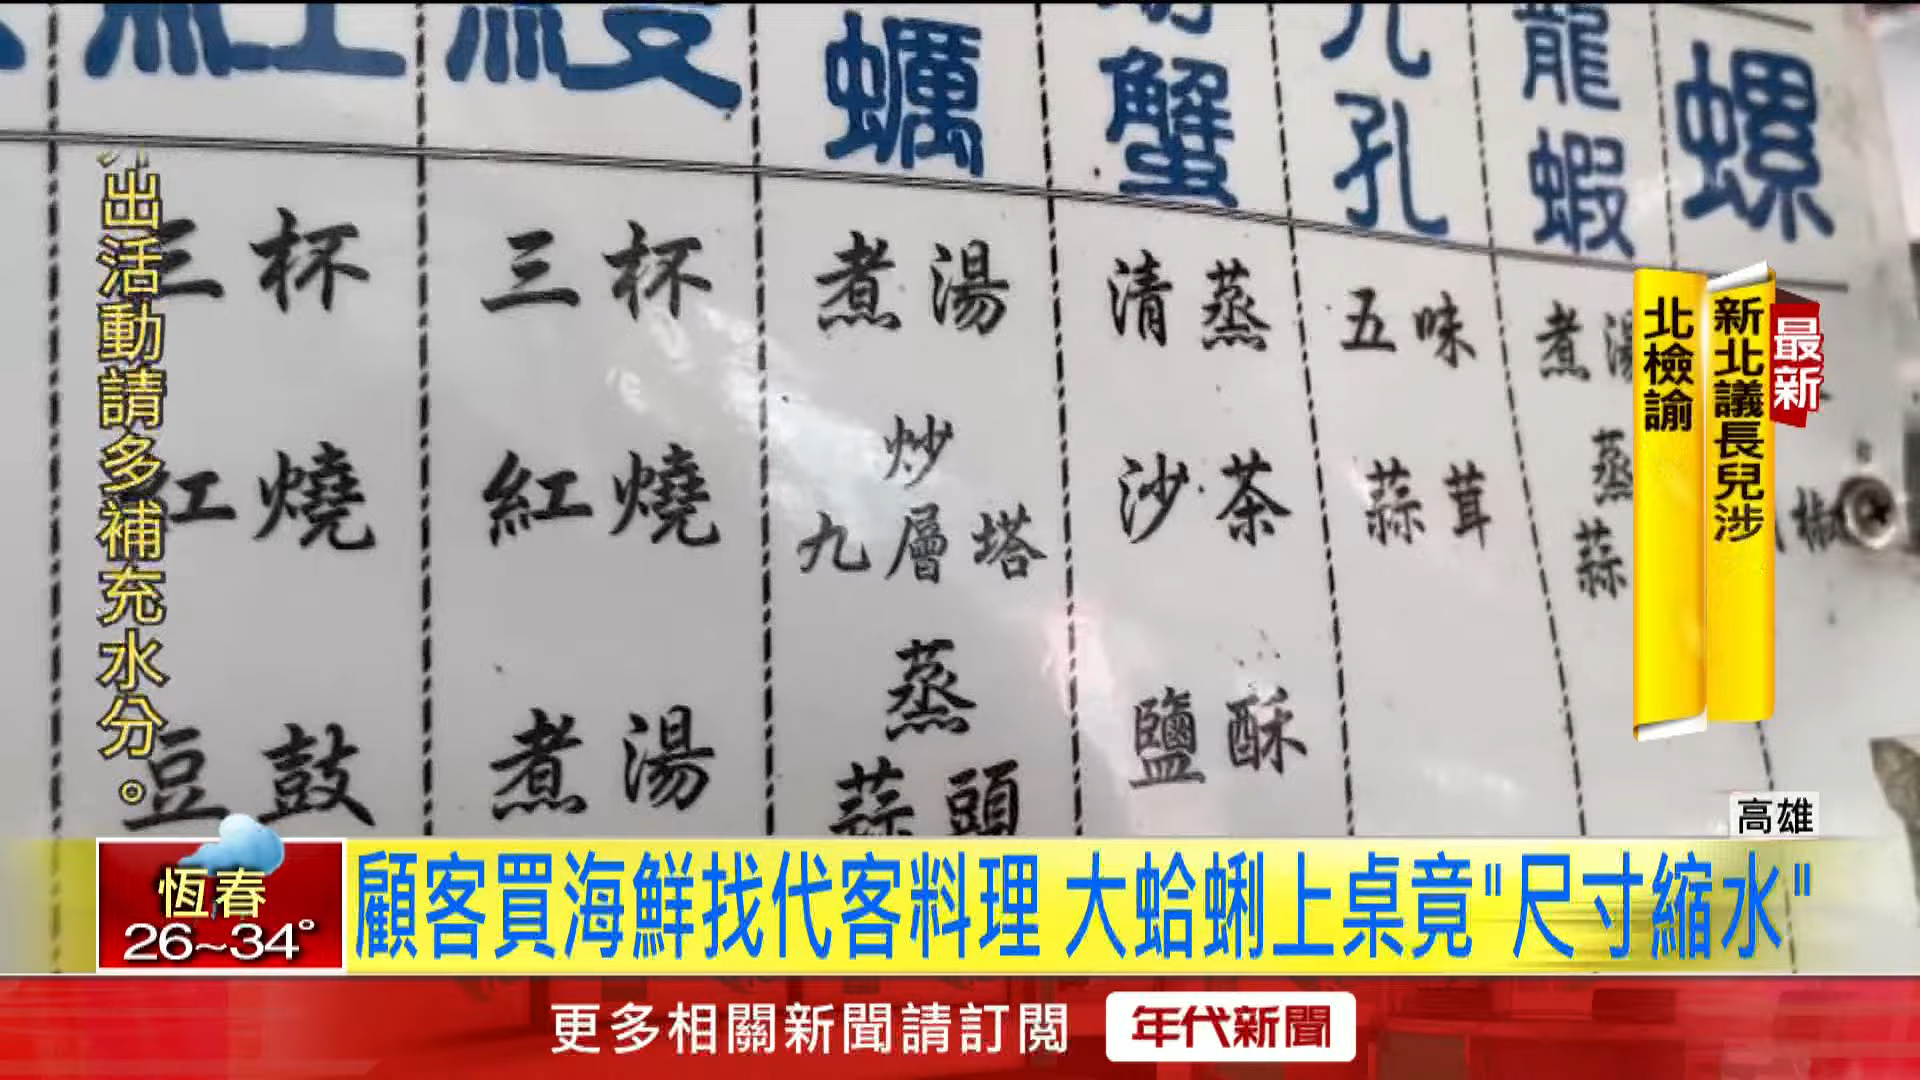 蠣
蟹
九孔
龍蝦
螺
三杯
紅燒
豆鼓
三杯
紅燒
煮湯
煮湯
炒
九層塔
蒸
蒜頭
清蒸
沙茶
鹽酥
五味
蒜茸
煮湯
蒸
蒜
椒
出活動請多補充水分。
最新
新北議長兒涉
北檢諭
高雄
恆春
26~34°
顧客買海鮮找代客料理 大蛤蜊上桌竟"尺寸縮水"
更多相關新聞請訂閱 年代新聞